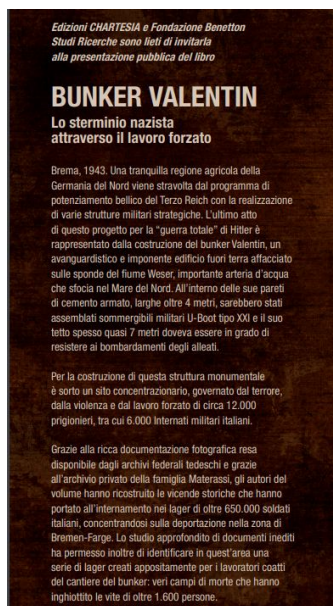 Edizioni CHARTESIA e Fondazione Benetton
Studi Ricerche sono lieti di invitarla
alla presentazione pubblica del libro
BUNKER VALENTIN
Lo sterminio nazista
attraverso il lavoro forzato
Brema, 1943. Una tranquilla regione agricola della
Germania del Nord viene stravolta dal programma di
potenziamento bellico del Terzo Reich con la realizzazione
di varie strutture militari strategiche. L'ultimo atto
di questo progetto per la "guerra totale" di Hitler è
rappresentato dalla costruzione del bunker Valentin, un
avanguardistico e imponente edificio fuori terra affacciato
sulle sponde del fiume Weser, importante arteria d'acqua
che sfocia nel Mare del Nord. All'interno delle sue pareti
di cemento armato, larghe oltre 4 metri, sarebbero stati
assemblati sommergibili militari U-Boot tipo XXI e il suo
tetto spesso quasi 7 metri doveva essere in grado di
resistere ai bombardamenti degli alleati.
Per la costruzione di questa struttura monumentale
è sorto un sito concentrazionario, governato dal terrore,
dalla violenza e dal lavoro forzato di circa 12.000
prigionieri, tra cui 6.000 Internati militari italiani.
Grazie alla ricca documentazione fotografica resa
disponibile dagli archivi federali tedeschi e grazie
all'archivio privato della famiglia Materassi, gli autori del
volume hanno ricostruito le vicende storiche che hanno
portato all'internamento nei lager di oltre 650.000 soldati
italiani, concentrandosi sulla deportazione nella zona di
Bremen-Farge. Lo studio approfondito di documenti inediti
ha permesso inoltre di identificare in quest'area una
serie di lager creati appositamente per i lavoratori coatti
del cantiere del bunker: veri campi di morte che hanno
inghiottito le vite di oltre 1.600 persone.